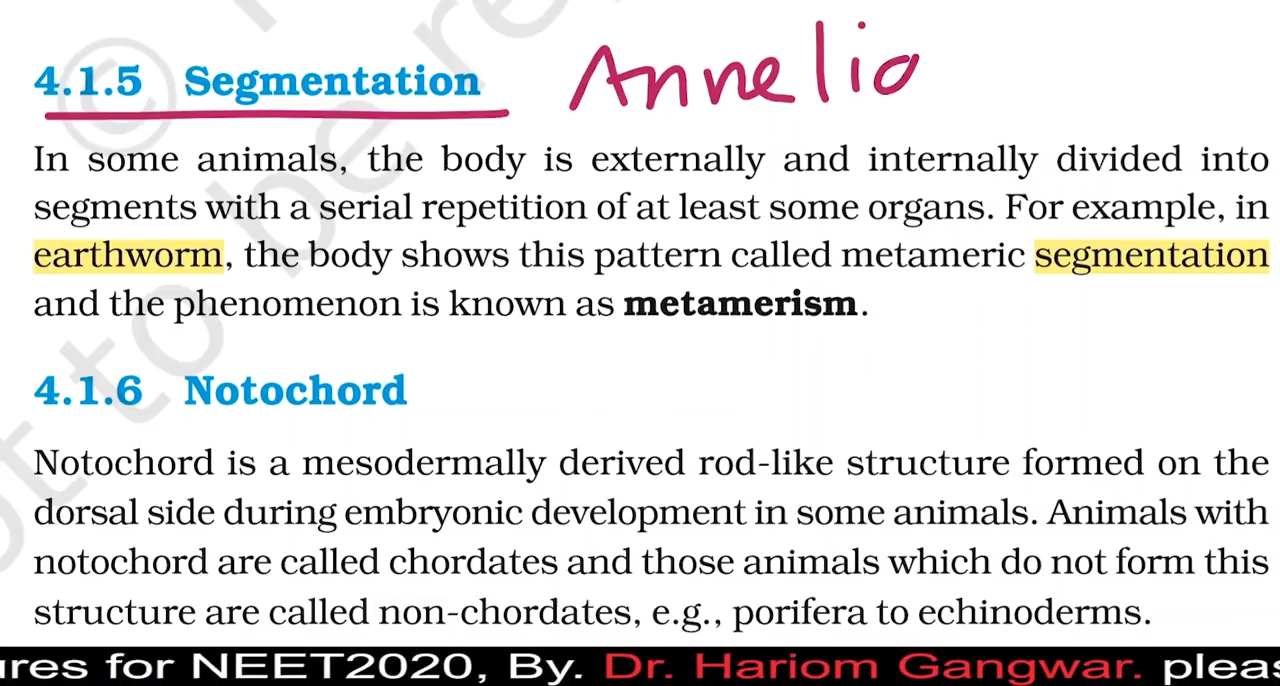 4.1.5 Segmentation Annelio
In some animals, the body is externally and internally divided into
segments with a serial repetition of at least some organs. For example, in
earthworm, the body shows this pattern called metameric segmentation
and the phenomenon is known as metamerism.
4.1.6 Notochord
Notochord is a mesodermally derived rod-like structure formed on the
dorsal side during embryonic development in some animals. Animals with
notochord are called chordates and those animals which do not form this
structure are called non-chordates, e.g., porifera to echinoderms.
ures for NEET2020, By. Dr. Hariom Gangwar. pleas